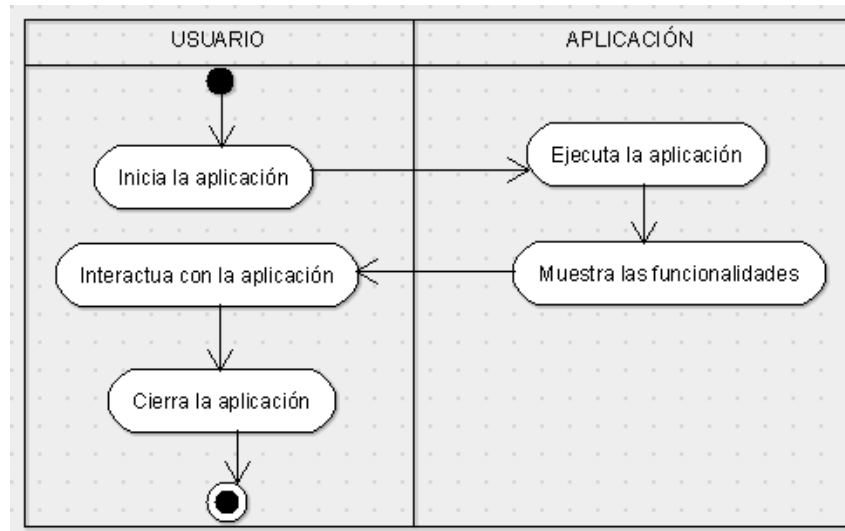 USUARIO
APLICACIÓN
Inicia la aplicación
Ejecuta la aplicación
Interactua con la aplicación
Muestra las funcionalidades
Cierra la aplicación